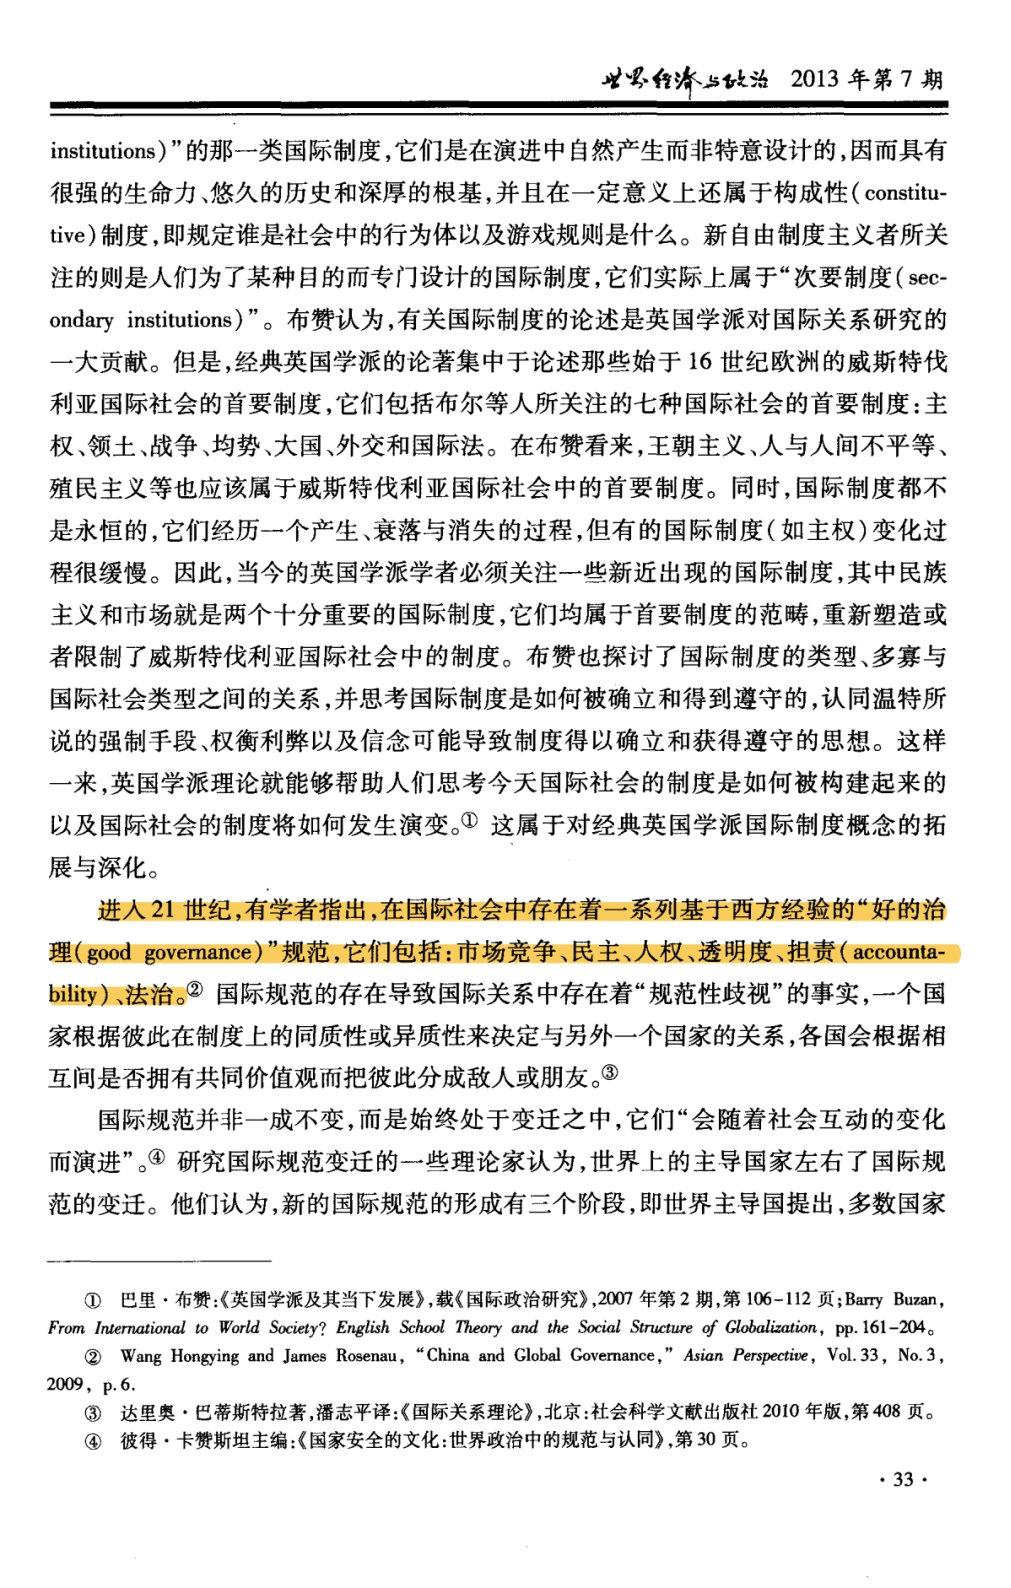 世界经济与政治 2013 年第 7 期
institutions)”的那一类国际制度,它们是在演进中自然产生而非特意设计的,因而具有
很强的生命力、悠久的历史和深厚的根基,并且在一定意义上还属于构成性(constitu-
tive)制度,即规定谁是社会中的行为体以及游戏规则是什么。新自由制度主义者所关
注的则是人们为了某种目的而专门设计的国际制度,它们实际上属于“次要制度(sec-
ondary institutions)”。布赞认为,有关国际制度的论述是英国学派对国际关系研究的
一大贡献。但是,经典英国学派的论著集中于论述那些始于 16 世纪欧洲的威斯特伐
利亚国际社会的首要制度,它们包括布尔等人所关注的七种国际社会的首要制度:主
权、领土、战争、均势、大国、外交和国际法。在布赞看来,王朝主义、人与人间不平等、
殖民主义等也应该属于威斯特伐利亚国际社会中的首要制度。同时,国际制度都不
是永恒的,它们经历一个产生、衰落与消失的过程,但有的国际制度(如主权)变化过
程很缓慢。因此,当今的英国学派学者必须关注一些新近出现的国际制度,其中民族
主义和市场就是两个十分重要的国际制度,它们均属于首要制度的范畴,重新塑造或
者限制了威斯特伐利亚国际社会中的制度。布赞也探讨了国际制度的类型、多寡与
国际社会类型之间的关系,并思考国际制度是如何被确立和得到遵守的,认同温特所
说的强制手段、权衡利弊以及信念可能导致制度得以确立和获得遵守的思想。这样
一来,英国学派理论就能够帮助人们思考今天国际社会的制度是如何被构建起来的
以及国际社会的制度将如何发生演变。① 这属于对经典英国学派国际制度概念的拓
展与深化。
进入 21 世纪,有学者指出,在国际社会中存在着一系列基于西方经验的“好的治
理(good governance)”规范,它们包括:市场竞争、民主、人权、透明度、担责(accounta-
bility)、法治。② 国际规范的存在导致国际关系中存在着“规范性歧视”的事实,一个国
家根据彼此在制度上的同质性或异质性来决定与另外一个国家的关系,各国会根据相
互间是否拥有共同价值观而把彼此分成敌人或朋友。③
国际规范并非一成不变,而是始终处于变迁之中,它们“会随着社会互动的变化
而演进”。④ 研究国际规范变迁的一些理论家认为,世界上的主导国家左右了国际规
范的变迁。他们认为,新的国际规范的形成有三个阶段,即世界主导国提出,多数国家
① 巴里·布赞:《英国学派及其当下发展》,载《国际政治研究》,2007 年第 2 期,第 106-112 页;Barry Buzan,
From International to World Society? English School Theory and the Social Structure of Globalization, pp. 161-204。
② Wang Hongying and James Rosenau, “China and Global Governance,” Asian Perspective, Vol. 33, No. 3,
2009, p. 6.
③ 达里奥·巴蒂斯特拉著,潘志平译:《国际关系理论》,北京:社会科学文献出版社 2010 年版,第 408 页。
④ 彼得·卡赞斯坦主编:《国家安全的文化:世界政治中的规范与认同》,第 30 页。
· 33 ·